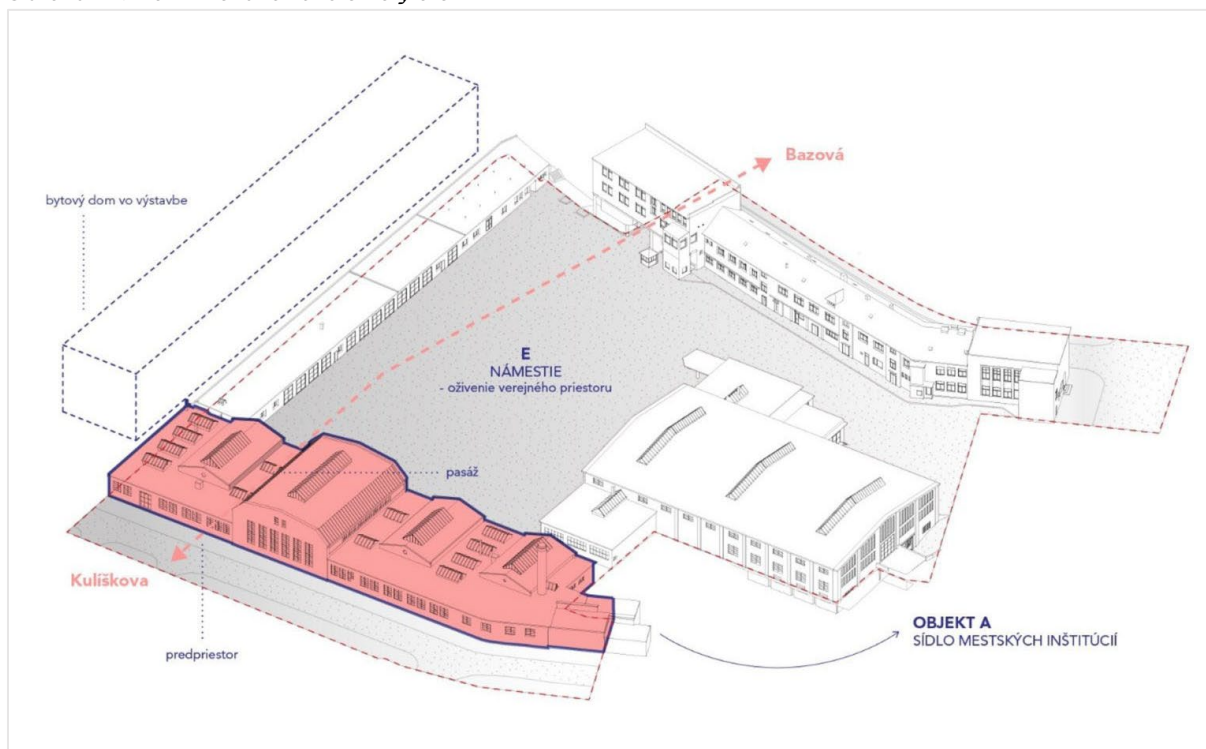 Bazová
bytový dom vo výstavbe
E
NÁMESTIE
- oživenie verejného priestoru
pasáž
Kulíškova
predpriestor
OBJEKT A
SÍDLO MESTSKÝCH INŠTITÚCIÍ